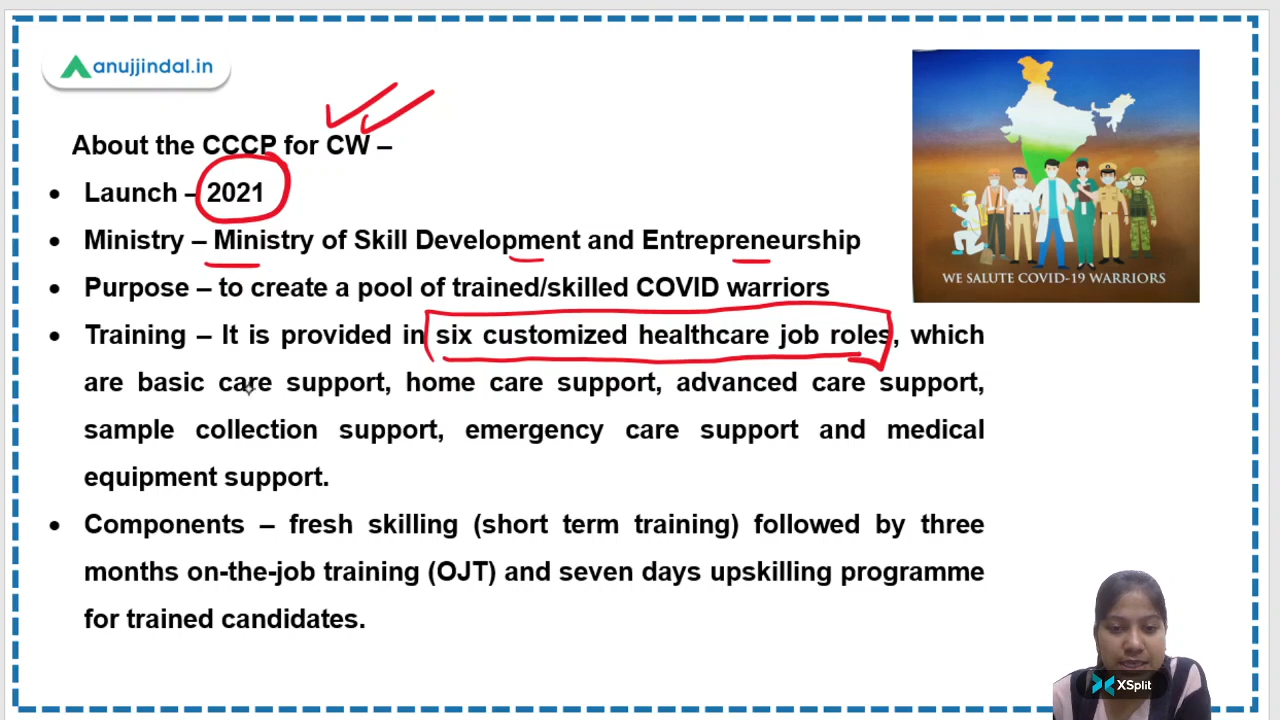 anujjindal.in
About the CCCP for CW –
• Launch – 2021
• Ministry – Ministry of Skill Development and Entrepreneurship
• Purpose – to create a pool of trained/skilled COVID warriors
• Training – It is provided in six customized healthcare job roles, which
are basic care support, home care support, advanced care support,
sample collection support, emergency care support and medical
equipment support.
• Components – fresh skilling (short term training) followed by three
months on-the-job training (OJT) and seven days upskilling programme
for trained candidates.
WE SALUTE COVID-19 WARRIORS
XSplit